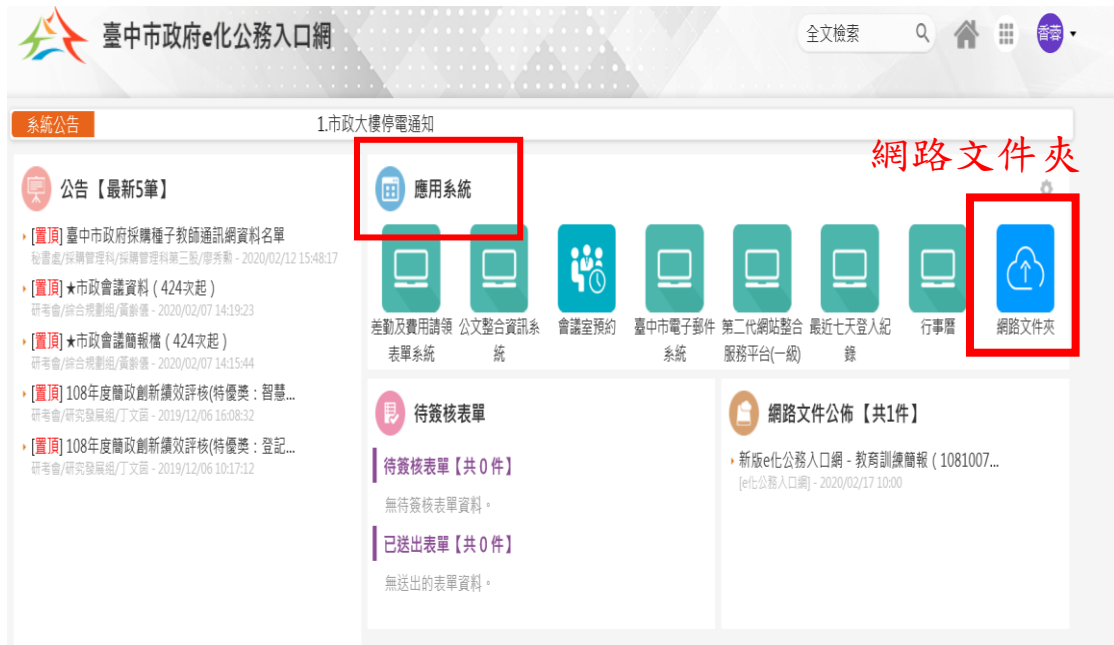 臺中市政府e化公務入口網
全文檢索
香蓉
系統公告
1.市政大樓停電通知
網路文件夾
公告【最新5筆】
[置頂] 臺中市政府採購種子教師通訊網資料名單
秘書處/採購管理科/採購管理科第三股/廖秀勳 - 2020/02/12 15:48:17
[置頂] ★市政會議資料 ( 424次起 )
研考會/綜合規劃組/黃齡儀 - 2020/02/07 14:19:23
[置頂] ★市政會議簡報檔 ( 424次起 )
研考會/綜合規劃組/黃齡儀 - 2020/02/07 14:15:44
[置頂] 108年度簡政創新績效評核(特優獎：智慧...
研考會/研究發展組/丁文茵 - 2019/12/06 16:08:32
[置頂] 108年度簡政創新績效評核(特優獎：登記...
研考會/研究發展組/丁文茵 - 2019/12/06 10:17:12
應用系統
差勤及費用請領
表單系統
公文整合資訊系
統
會議室預約
臺中市電子郵件
系統
第二代網站整合
服務平台(一級)
最近七天登入紀
錄
行事曆
網路文件夾
待簽核表單
待簽核表單【共 0 件】
無待簽核表單資料。
已送出表單【共 0 件】
無送出的表單資料。
網路文件公佈【共1件】
新版e化公務入口網 - 教育訓練簡報 ( 1081007...
[e化公務入口網] - 2020/02/17 10:00